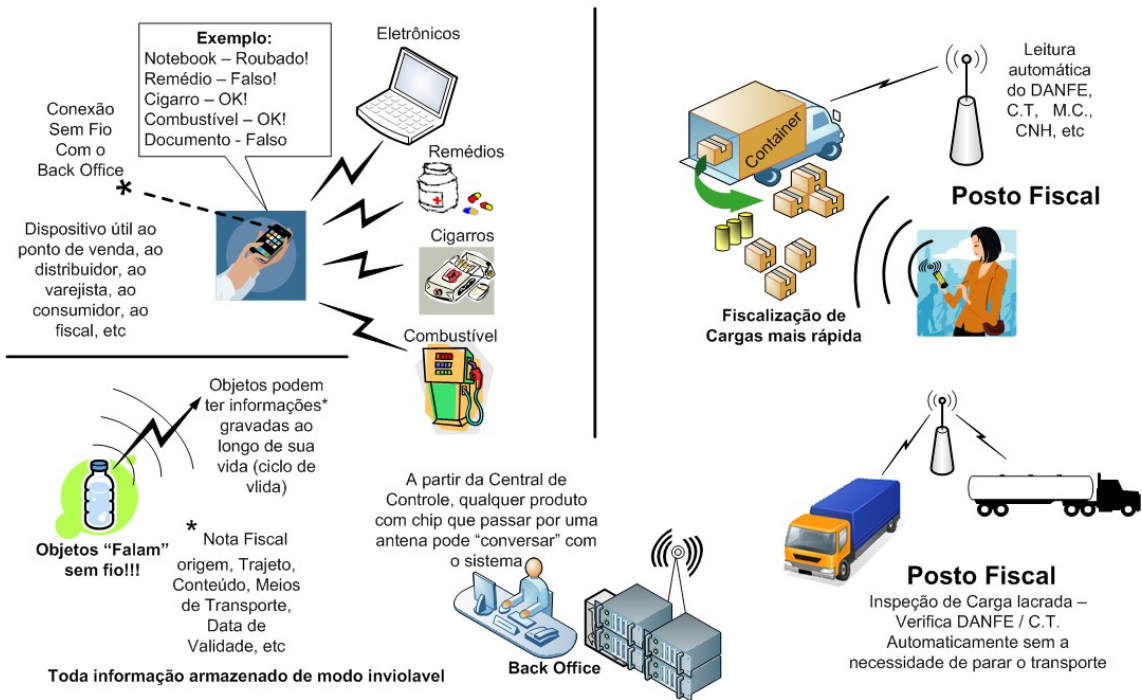 Exemplo:
Notebook – Roubado!
Remédio – Falso!
Cigarro – OK!
Combustível – OK!
Documento - Falso
Conexão
Sem Fio
Com o
Back Office
*
Dispositivo útil ao
ponto de venda, ao
distribuidor, ao
varejista, ao
consumidor, ao
fiscal, etc
Eletrônicos
Remédios
Cigarros
Combustível
Container
Leitura
automática
do DANFE,
C.T, M.C.,
CNH, etc
Posto Fiscal
Fiscalização de
Cargas mais rápida
Objetos podem
ter informações*
gravadas ao
longo de sua
vida (ciclo de
vlida)
Objetos “Falam”
sem fio!!!
* Nota Fiscal
origem, Trajeto,
Conteúdo, Meios
de Transporte,
Data de
Validade, etc
Toda informação armazenado de modo inviolavel
A partir da Central de
Controle, qualquer produto
com chip que passar por uma
antena pode “conversar” com
o sistema
Back Office
Posto Fiscal
Inspeção de Carga lacrada –
Verifica DANFE / C.T.
Automaticamente sem a
necessidade de parar o transporte